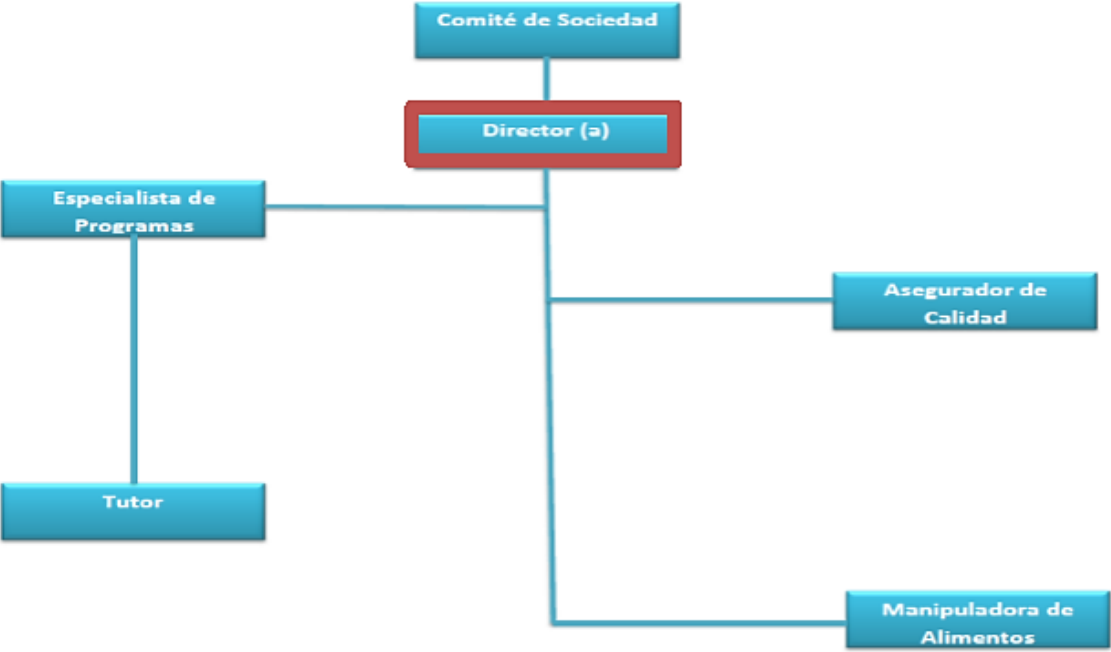 Comité de Sociedad
Director (a)
Especialista de
Programas
Asegurador de
Calidad
Tutor
Manipuladora de
Alimentos